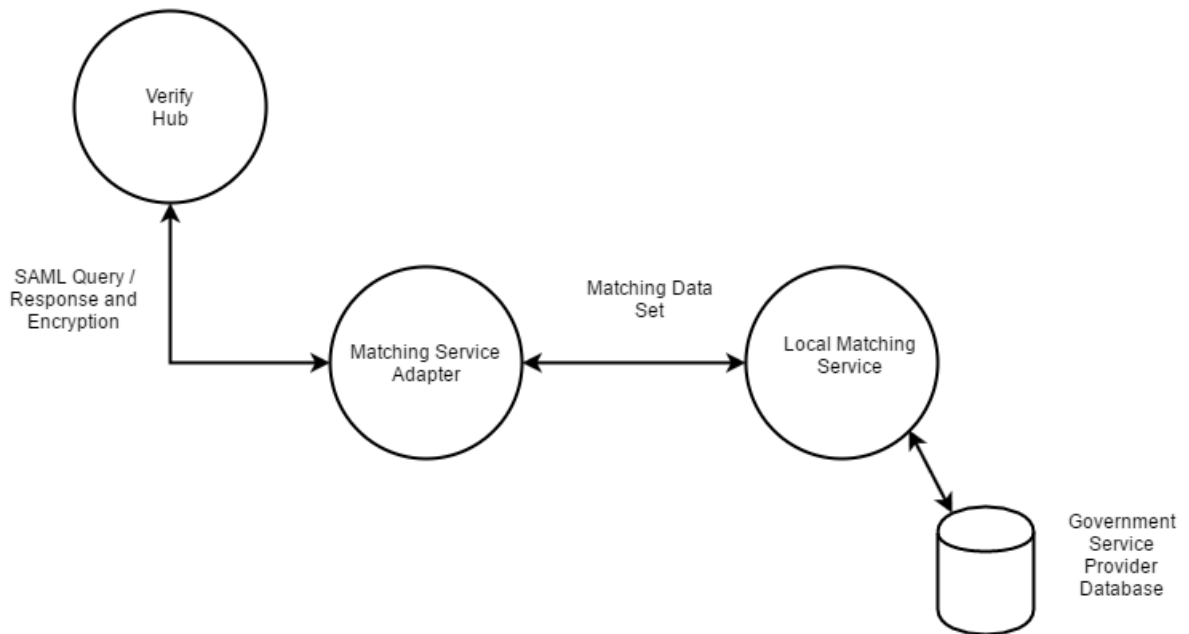 Verify
Hub
SAML Query /
Response and
Encryption
Matching Service
Adapter
Matching Data
Set
Local Matching
Service
Government
Service
Provider
Database